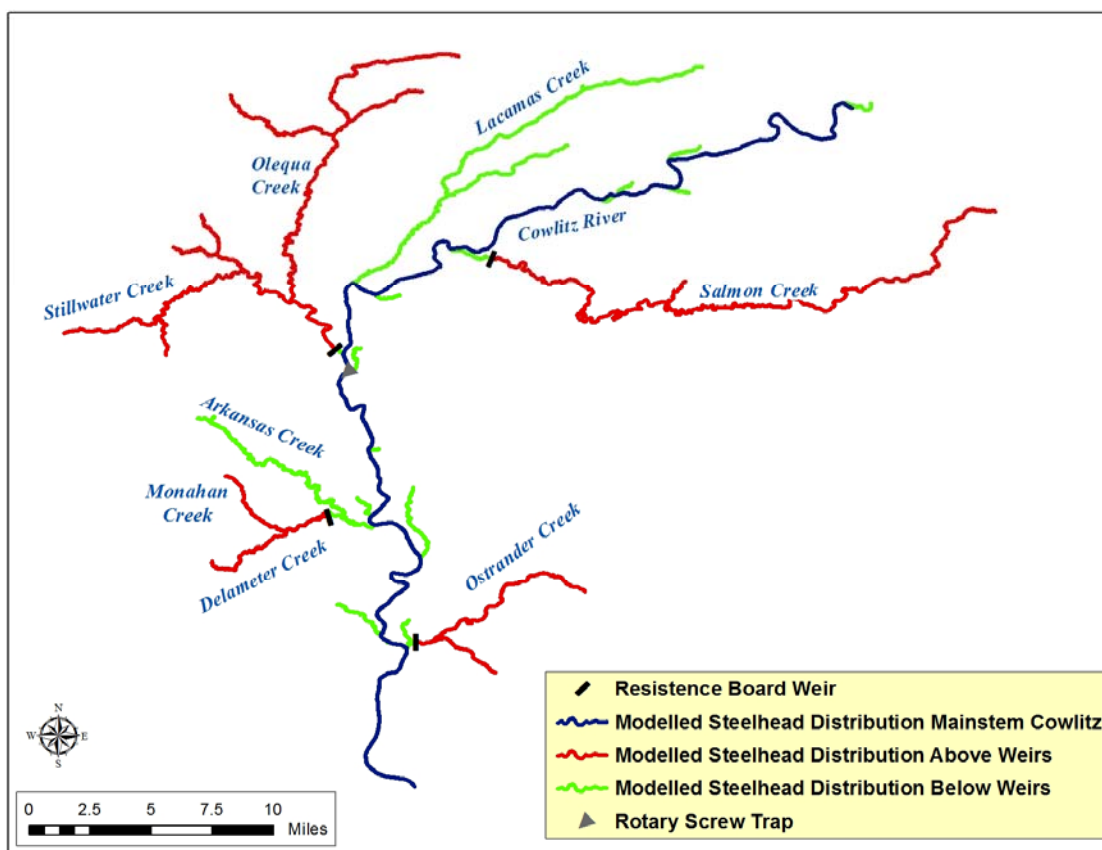 Lacamas Creek
Olequa
Creek
Cowlitz River
Stillwater Creek
Salmon Creek
Arkansas Creek
Monahan
Creek
Delameter Creek
Ostrander Creek
N
W E
S
0 2.5 5 7.5 10
Miles
Resistence Board Weir
Modelled Steelhead Distribution Mainstem Cowlitz
Modelled Steelhead Distribution Above Weirs
Modelled Steelhead Distribution Below Weirs
Rotary Screw Trap